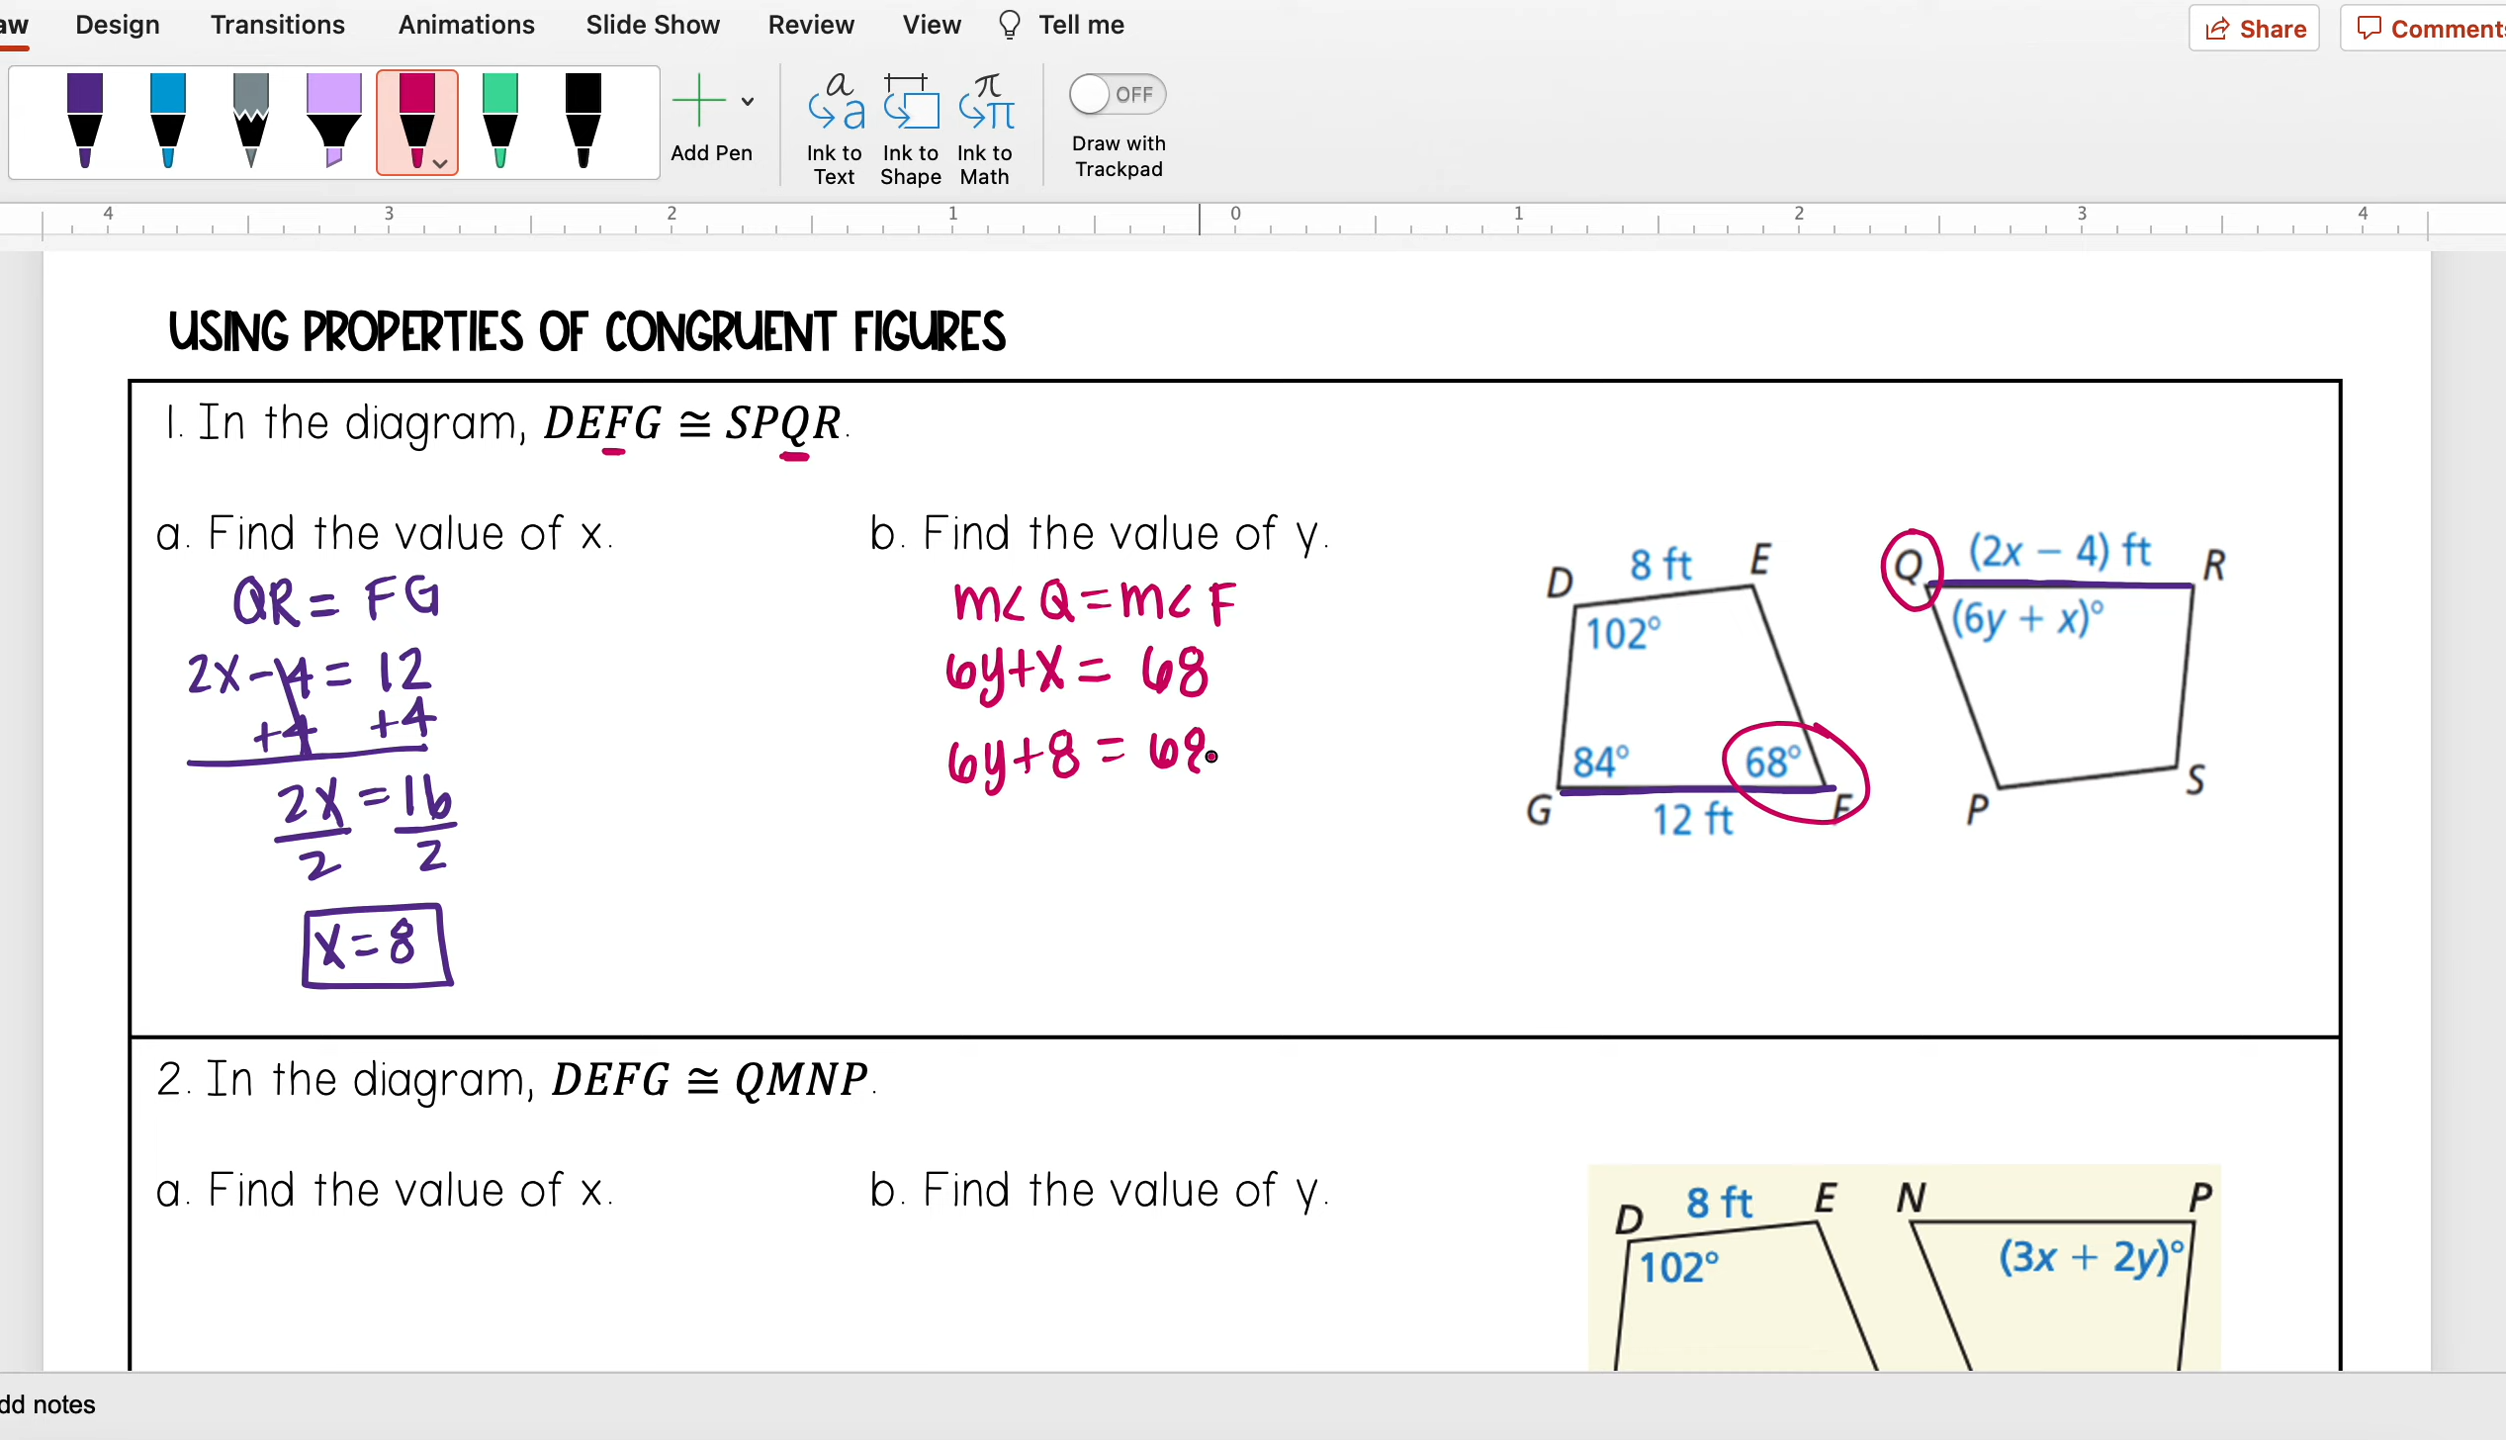 aw Design Transitions Animations Slide Show Review View Tell me Share Comments
Add Pen Ink to Text Ink to Shape Ink to Math OFF Draw with Trackpad
4 3 2 1 0 1 2 3 4
USING PROPERTIES OF CONGRUENT FIGURES
1. In the diagram, DEFG ≅ SPQR.
a. Find the value of x.
QR = FG
2x-4 = 12
+4 +4
2x = 16
2 2
x=8
b. Find the value of y.
m∠Q = m∠F
6y+x = 68
6y+8 = 68
D 8 ft E
102°
84° 68°
G 12 ft F
Q (2x − 4) ft R
(6y + x)°
P S
2. In the diagram, DEFG ≅ QMNP.
a. Find the value of x.
b. Find the value of y.
D 8 ft E N P
102° (3x + 2y)°
dd notes